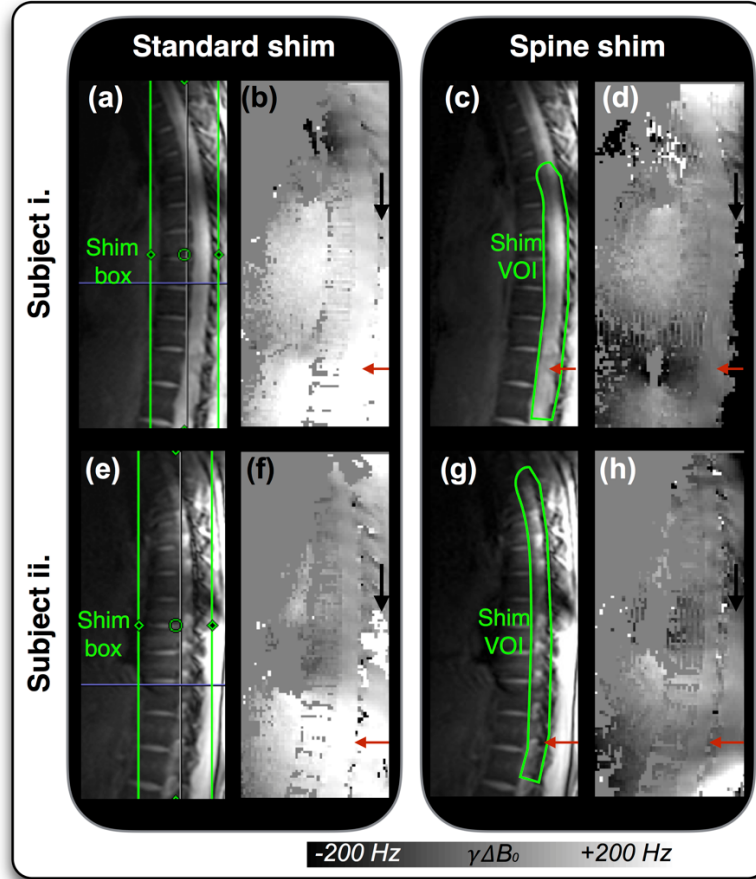 Standard shim
Spine shim
Subject i.
(a)
(b)
(c)
(d)
Shim
box
Shim
VOI
Subject ii.
(e)
(f)
(g)
(h)
Shim
box
Shim
VOI
-200 Hz γΔB₀ +200 Hz